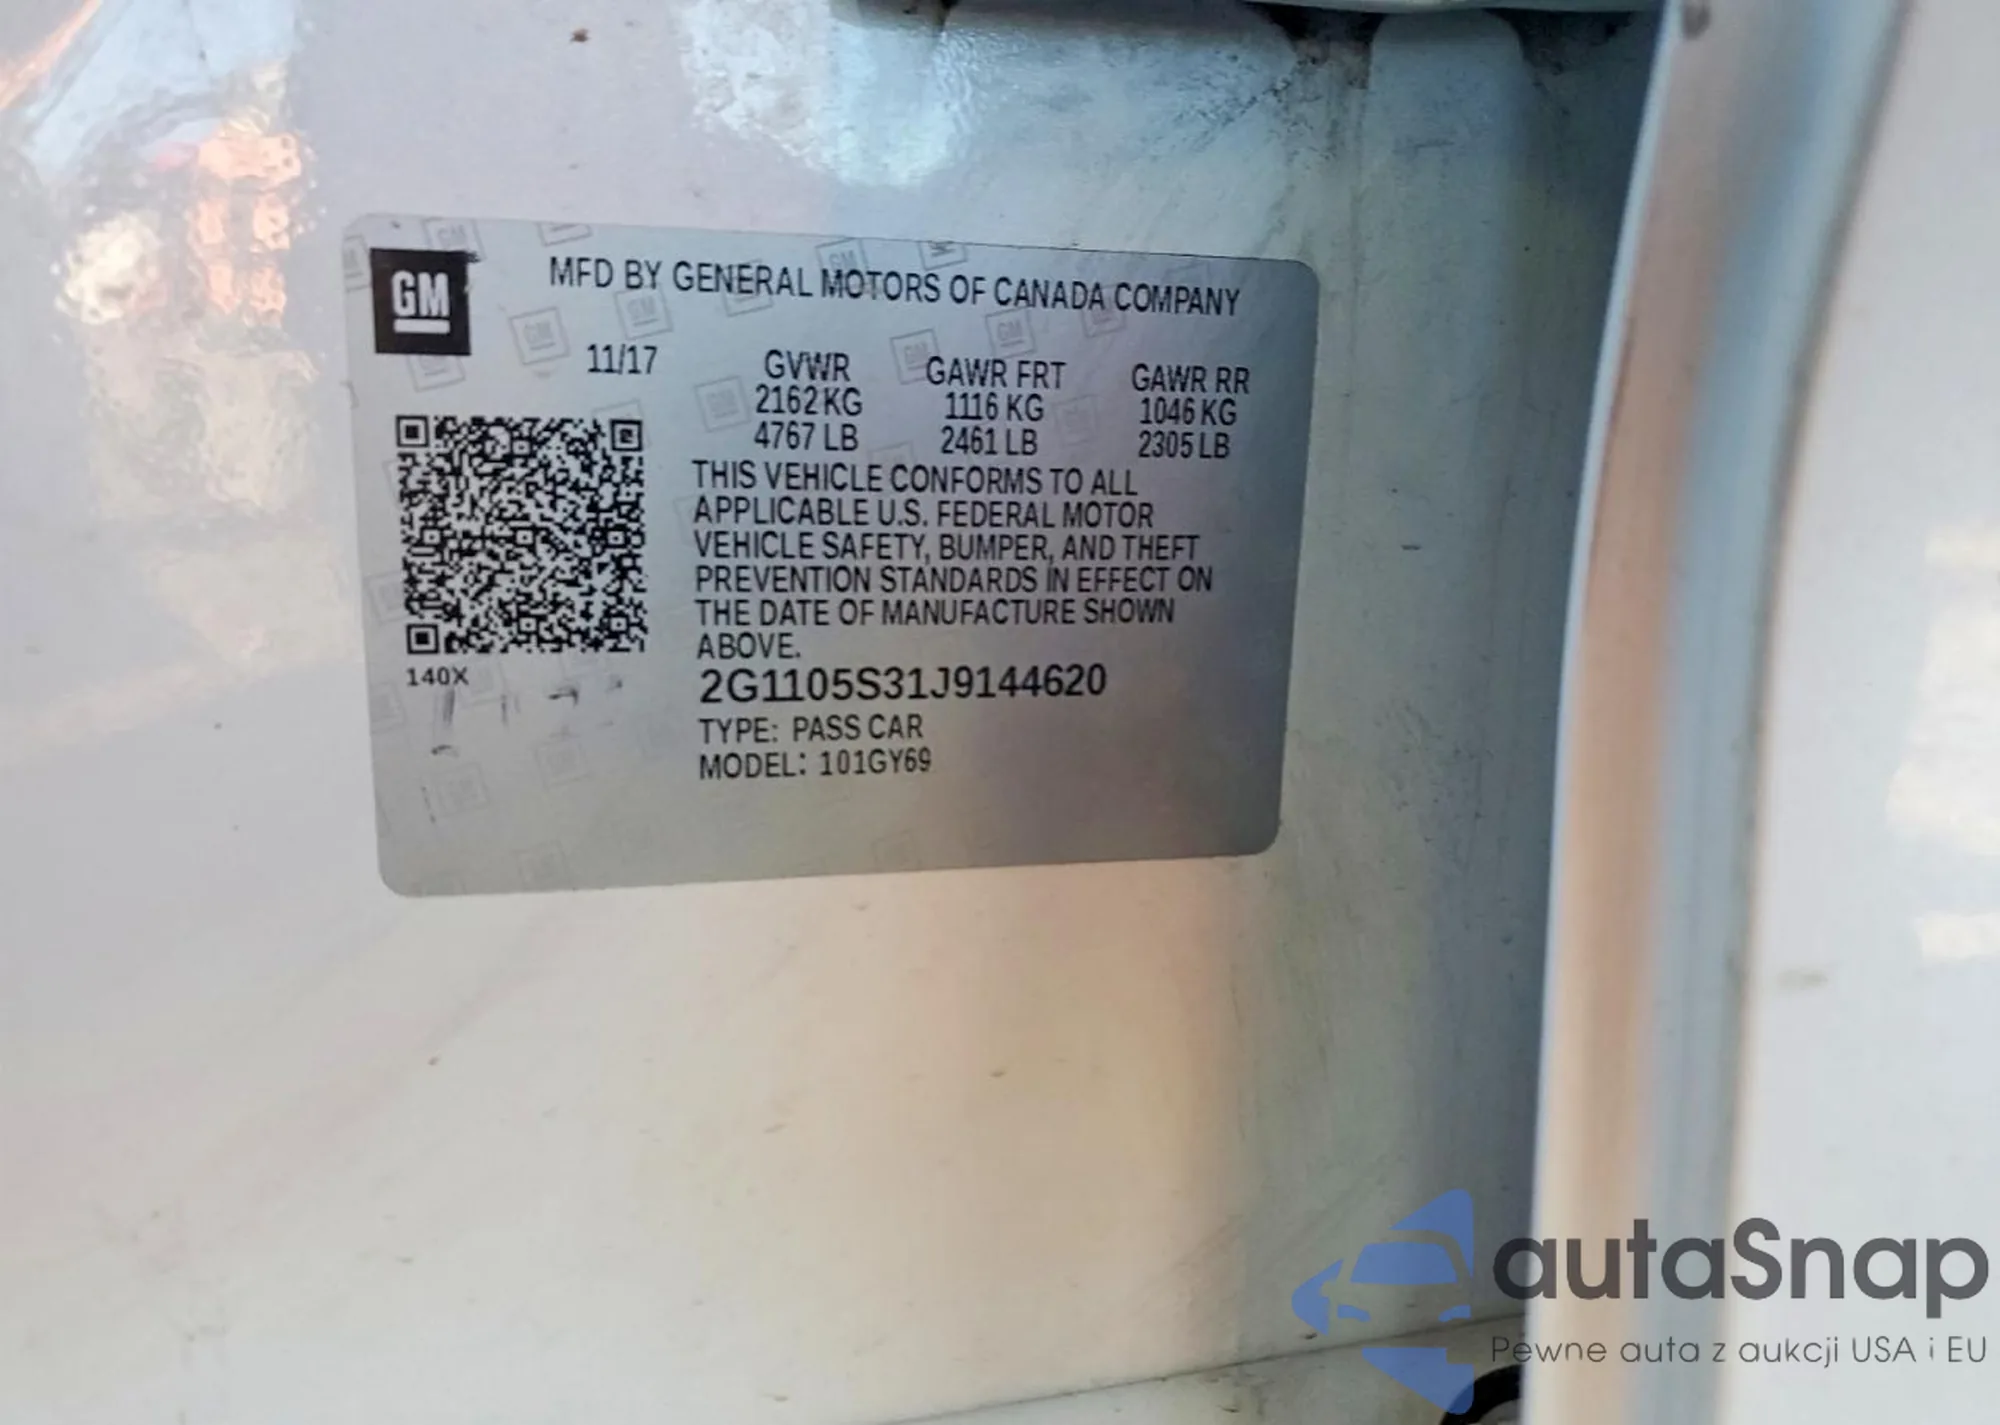 GM
MFD BY GENERAL MOTORS OF CANADA COMPANY
11/17
GVWR GAWR FRT GAWR RR
2162 KG 1116 KG 1046 KG
4767 LB 2461 LB 2305 LB
THIS VEHICLE CONFORMS TO ALL
APPLICABLE U.S. FEDERAL MOTOR
VEHICLE SAFETY, BUMPER, AND THEFT
PREVENTION STANDARDS IN EFFECT ON
THE DATE OF MANUFACTURE SHOWN
ABOVE.
140X
2G1105S31J9144620
TYPE: PASS CAR
MODEL: 101GY69
autaSnap
Pewne auta z aukcji USA i EU